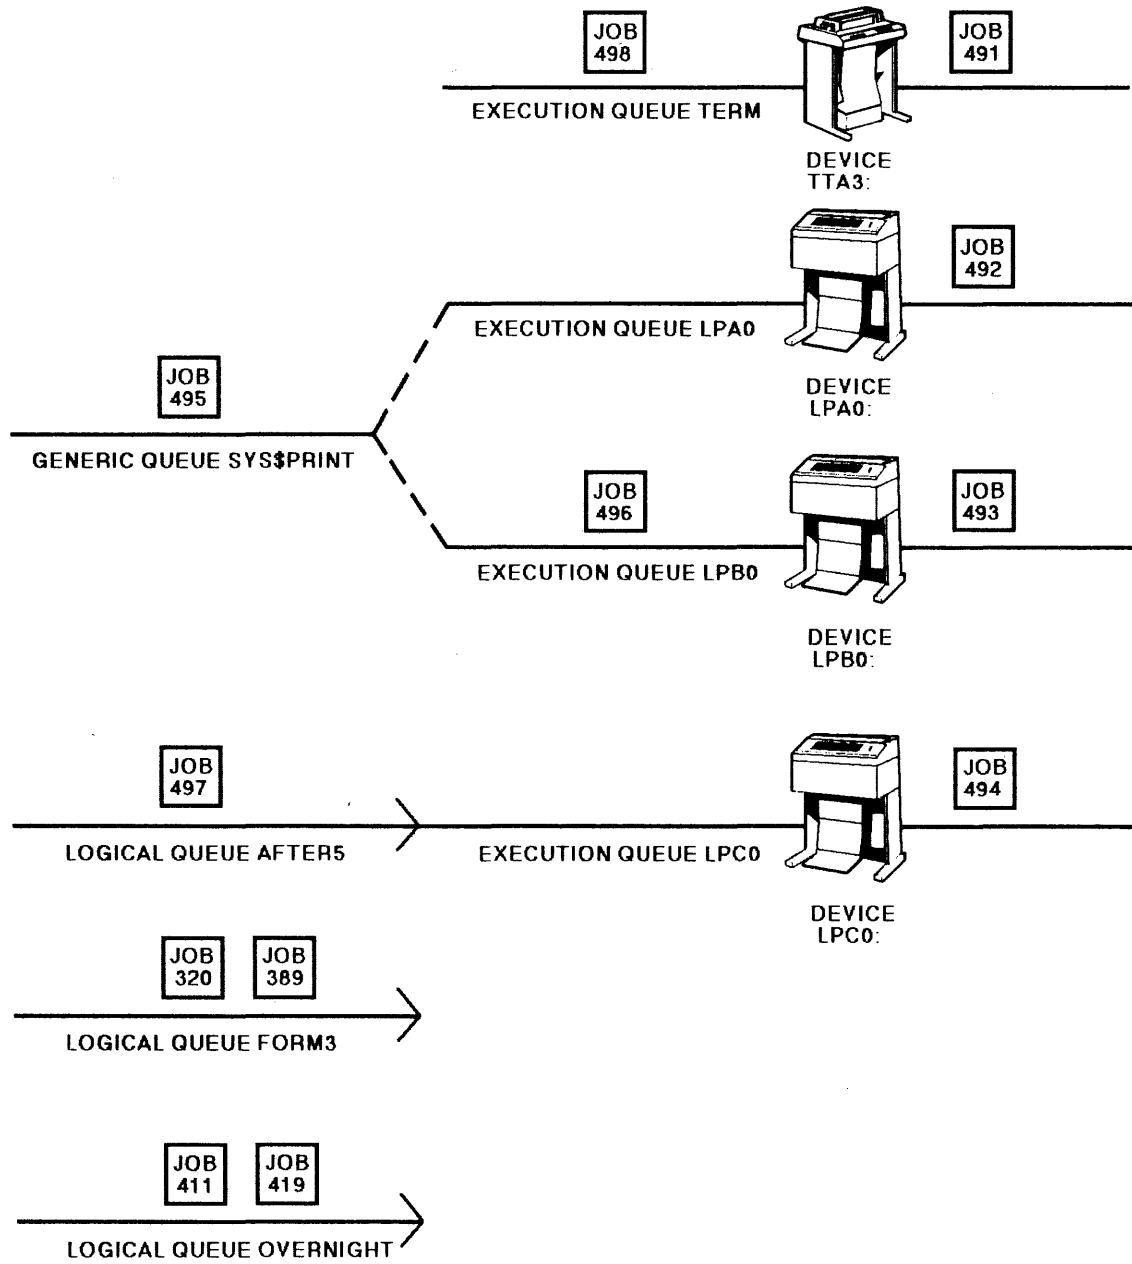 JOB
498
JOB
491
EXECUTION QUEUE TERM
DEVICE
TTA3:
JOB
492
EXECUTION QUEUE LPA0
DEVICE
LPA0:
JOB
495
GENERIC QUEUE SYS$PRINT
JOB
496
JOB
493
EXECUTION QUEUE LPB0
DEVICE
LPB0:
JOB
497
JOB
494
LOGICAL QUEUE AFTER5
EXECUTION QUEUE LPC0
DEVICE
LPC0:
JOB
320
JOB
389
LOGICAL QUEUE FORM3
JOB
411
JOB
419
LOGICAL QUEUE OVERNIGHT